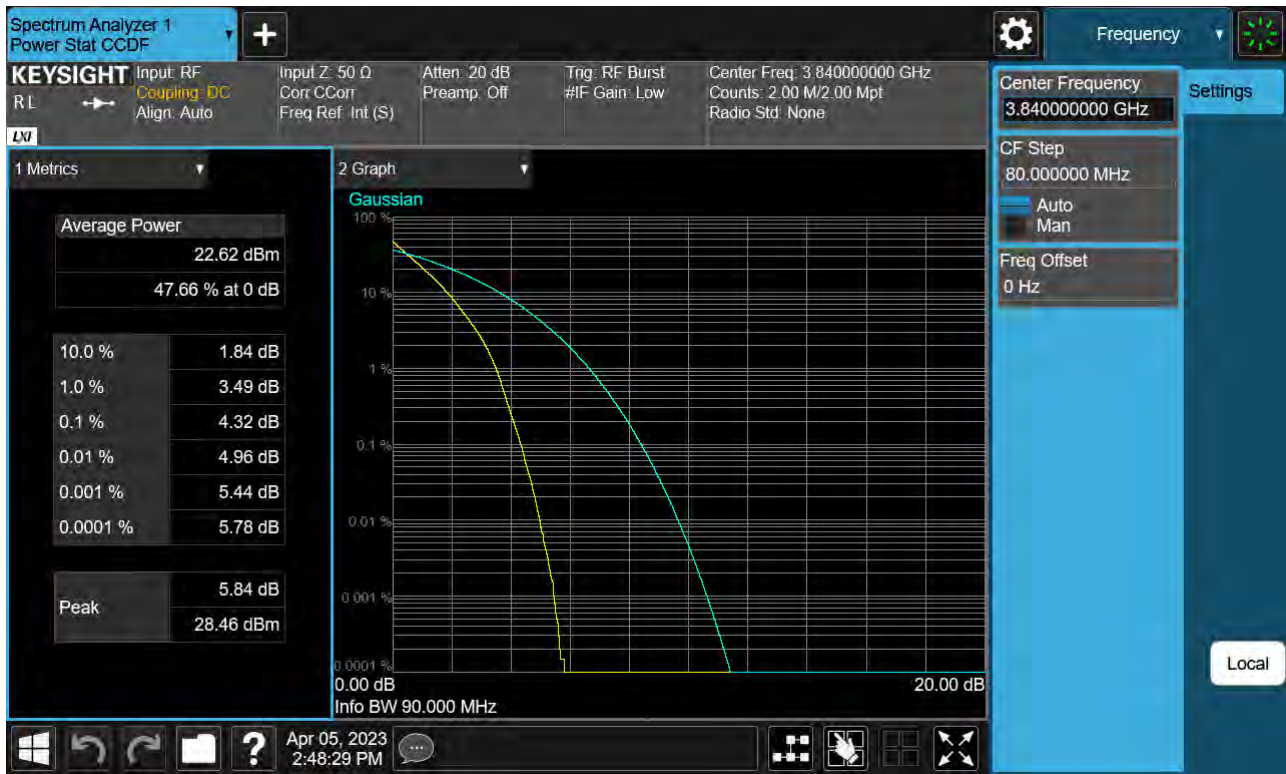 Spectrum Analyzer 1
Power Stat CCDF
Frequency
KEYSIGHT
RL
LXI
Input: RF
Coupling: DC
Align: Auto
Input Z: 50 Ω
Corr CCorr
Freq Ref: Int (S)
Atten: 20 dB
Preamp: Off
Trig: RF Burst
#IF Gain: Low
Center Freq: 3.840000000 GHz
Counts: 2.00 M/2.00 Mpt
Radio Std: None
1 Metrics
Average Power
22.62 dBm
47.66 % at 0 dB
10.0 % 1.84 dB
1.0 % 3.49 dB
0.1 % 4.32 dB
0.01 % 4.96 dB
0.001 % 5.44 dB
0.0001 % 5.78 dB
Peak
5.84 dB
28.46 dBm
2 Graph
Gaussian
100 %
10 %
1 %
0.1 %
0.01 %
0.001 %
0.0001 %
0.00 dB 20.00 dB
Info BW 90.000 MHz
Center Frequency
3.840000000 GHz
CF Step
80.000000 MHz
Auto
Man
Freq Offset
0 Hz
Settings
Local
?
Apr 05, 2023
2:48:29 PM